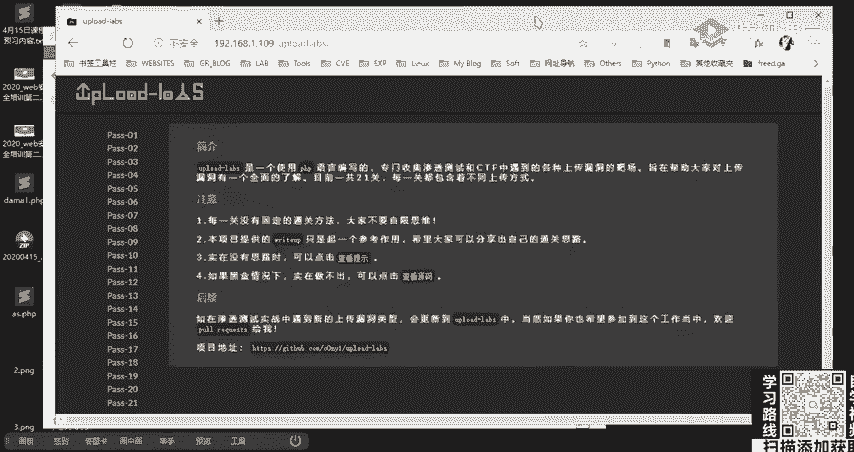 4月15日课程
预习内容.txt
upload-labs
不安全 192.168.1.109/upload-labs
书签工具栏 WEBSITES GR_BLOG LAB Tools CVE EXP Linux My Blog Soft 网址导航 Others Python 其他收藏夹 freed.ga
UpLoad-labS
2020_web安
全培训第二
2020_web安
全培训第二
dama1.php
20200415_
as.php
2.png
3.png
Pass-01
Pass-02
Pass-03
Pass-04
Pass-05
Pass-06
Pass-07
Pass-08
Pass-09
Pass-10
Pass-11
Pass-12
Pass-13
Pass-14
Pass-15
Pass-16
Pass-17
Pass-18
Pass-19
Pass-20
Pass-21
简介
upload-labs 是一个使用 php 语言编写的,专门收集渗透测试和CTF中遇到的各种上传漏洞的靶场。旨在帮助大家对上传
漏洞有一个全面的了解。目前一共21关,每一关都包含着不同上传方式。
注意
1.每一关没有固定的通关方法,大家不要自限思维!
2.本项目提供的 writeup 只是起一个参考作用,希望大家可以分享出自己的通关思路。
3.实在没有思路时,可以点击 查看提示 。
4.如果黑盒情况下,实在做不出,可以点击 查看源码 。
后续
如在渗透测试实战中遇到新的上传漏洞类型,会更新到 upload-labs 中。当然如果你也希望参加到这个工作当中,欢迎
pull requests 给我!
项目地址: https://github.com/c0ny1/upload-labs
画板 签到 答题卡 画中画 举手 预览 工具
学习路线
扫描添加获取